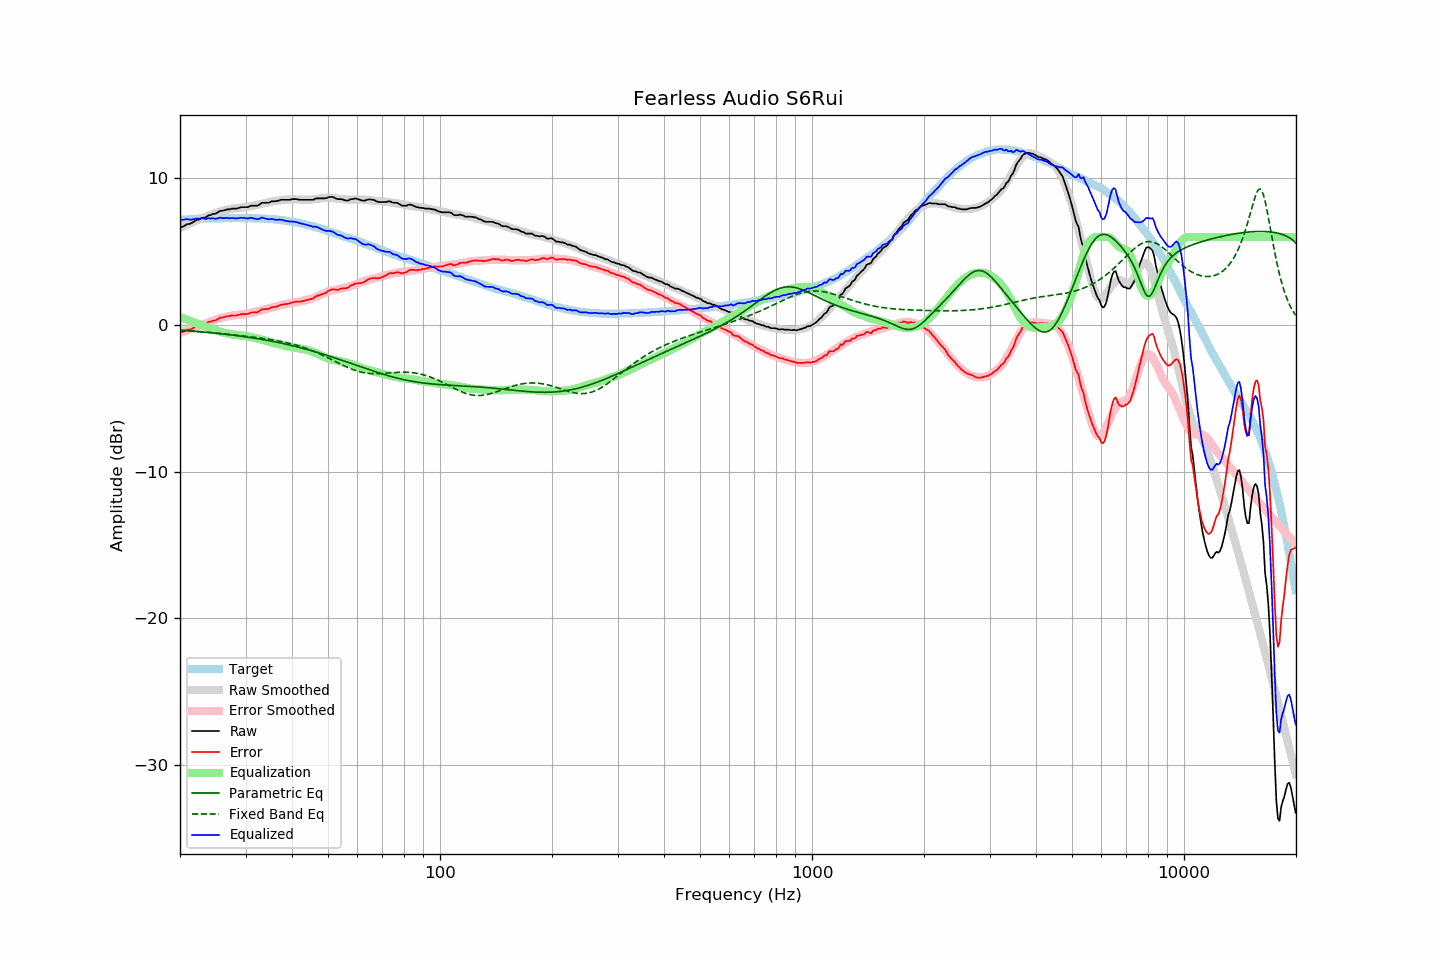 Fearless Audio S6Rui
Amplitude (dBr)
10
0
−10
−20
−30
Target
Raw Smoothed
Error Smoothed
Raw
Error
Equalization
Parametric Eq
Fixed Band Eq
Equalized
100 1000 10000
Frequency (Hz)